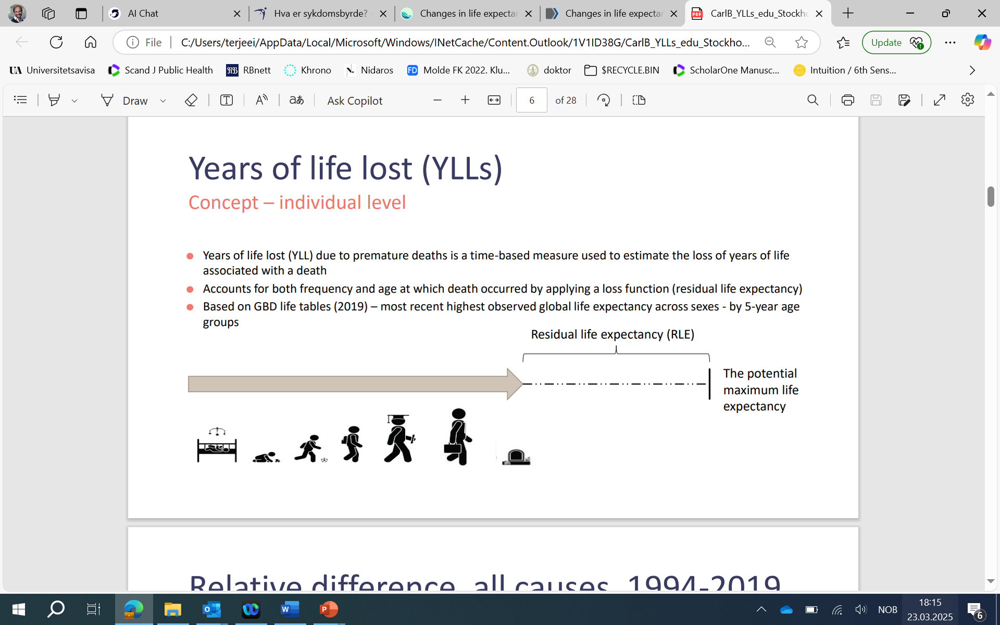 AI Chat
Hva er sykdomsbyrde? -
Changes in life expectan
Changes in life expectan
CarlB_YLLs_edu_Stockho
File
C:/Users/terjeei/AppData/Local/Microsoft/Windows/INetCache/Content.Outlook/1V1ID38G/CarlB_YLLs_edu_Stockho...
Update
UA Universitetsavisa
Scand J Public Health
RBnett
Khrono
N. Nidaros
FD Molde FK 2022. Klu...
doktor
$RECYCLE.BIN
ScholarOne Manusc...
Intuition / 6th Sens...
Draw
aあ
Ask Copilot
6 of 28
Years of life lost (YLLs)
Concept – individual level
Years of life lost (YLL) due to premature deaths is a time-based measure used to estimate the loss of years of life
associated with a death
Accounts for both frequency and age at which death occurred by applying a loss function (residual life expectancy)
Based on GBD life tables (2019) – most recent highest observed global life expectancy across sexes - by 5-year age
groups
Residual life expectancy (RLE)
The potential
maximum life
expectancy
Relative difference, all causes, 1994-2019
NOB
18:15
23.03.2025
6